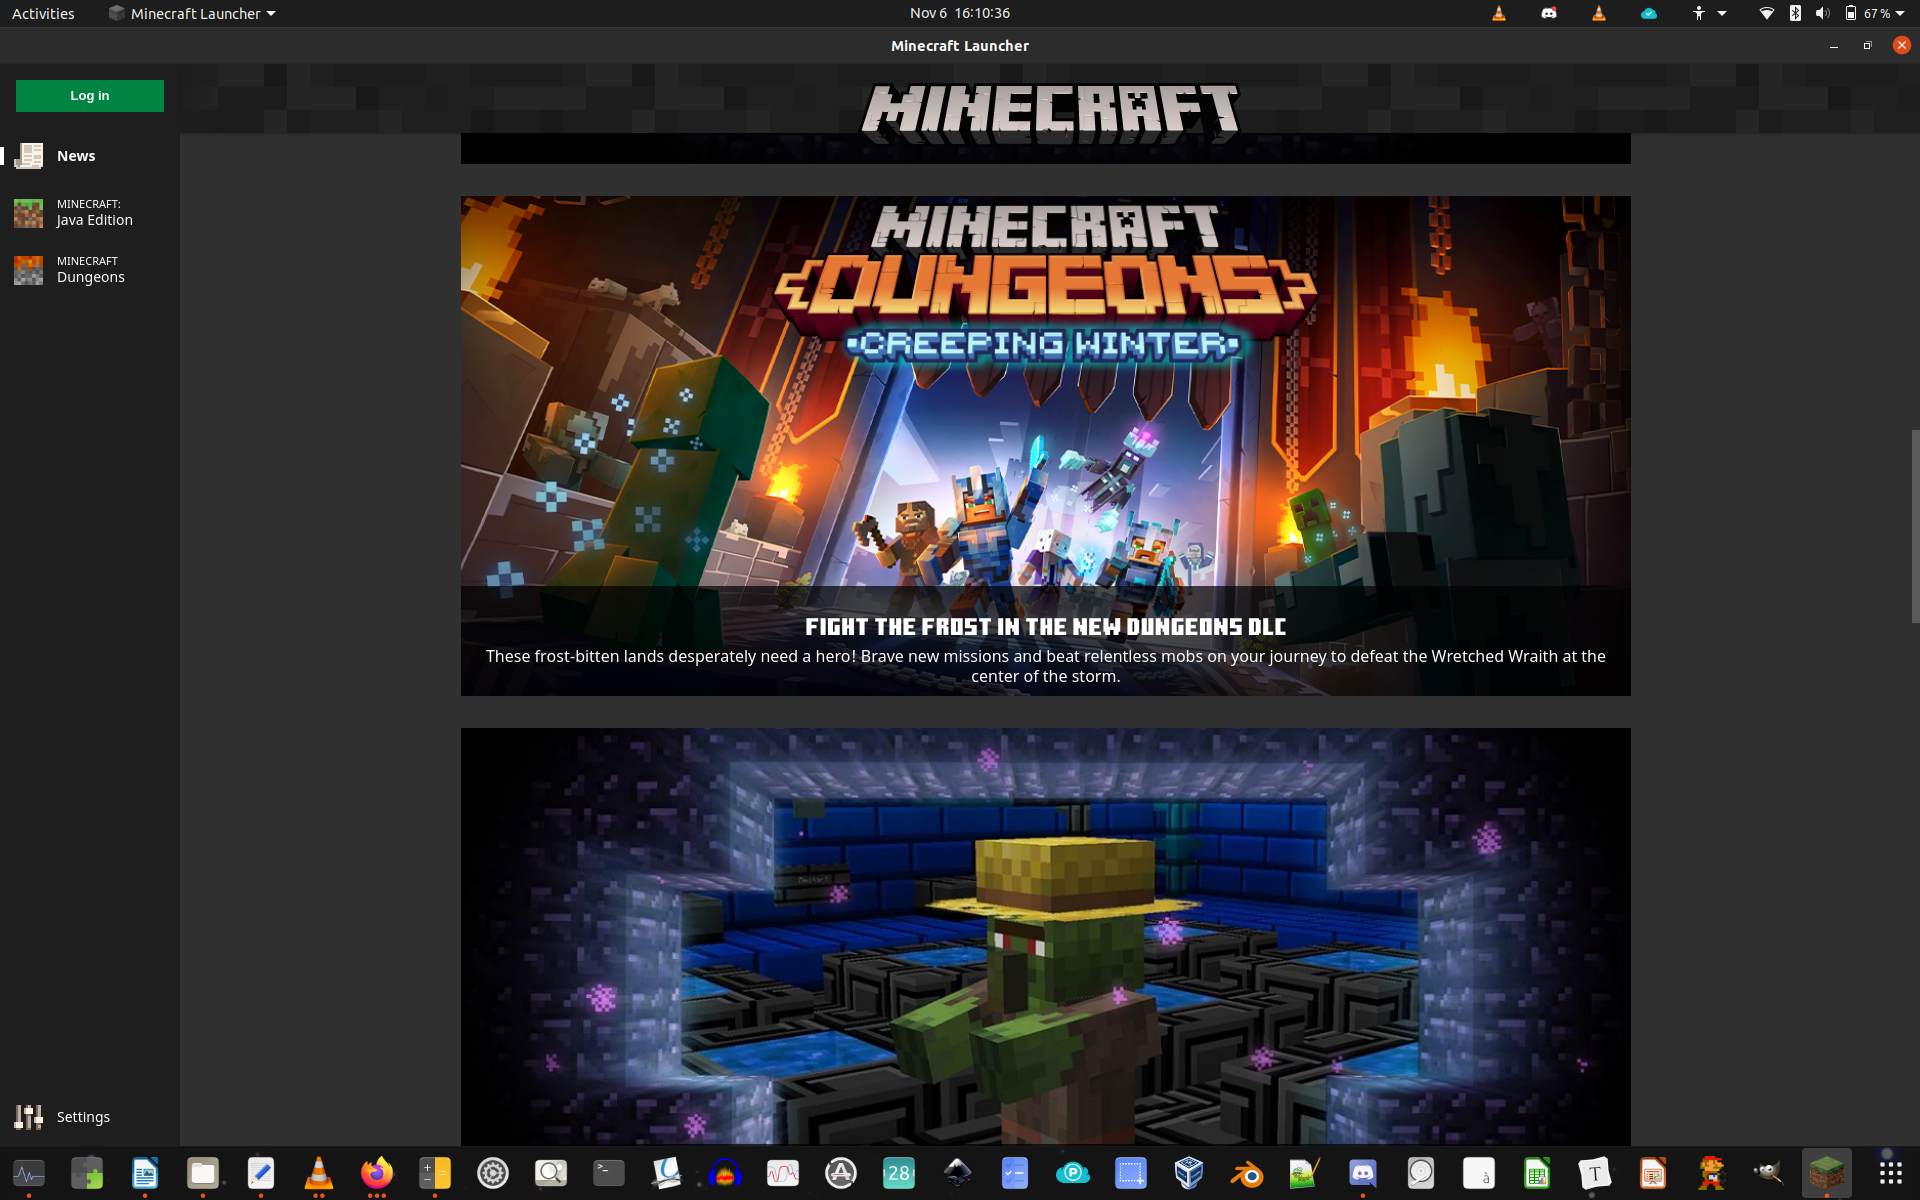 Activities
Minecraft Launcher
Nov 6 16:10:36
67 %
Minecraft Launcher
Log in
MINECRAFT
News
MINECRAFT:
Java Edition
MINECRAFT
Dungeons
MINECRAFT
DUNGEONS
CREEPING WINTER
FIGHT THE FROST IN THE NEW DUNGEONS DLC
These frost-bitten lands desperately need a hero! Brave new missions and beat relentless mobs on your journey to defeat the Wretched Wraith at the
center of the storm.
Settings
28
T
à